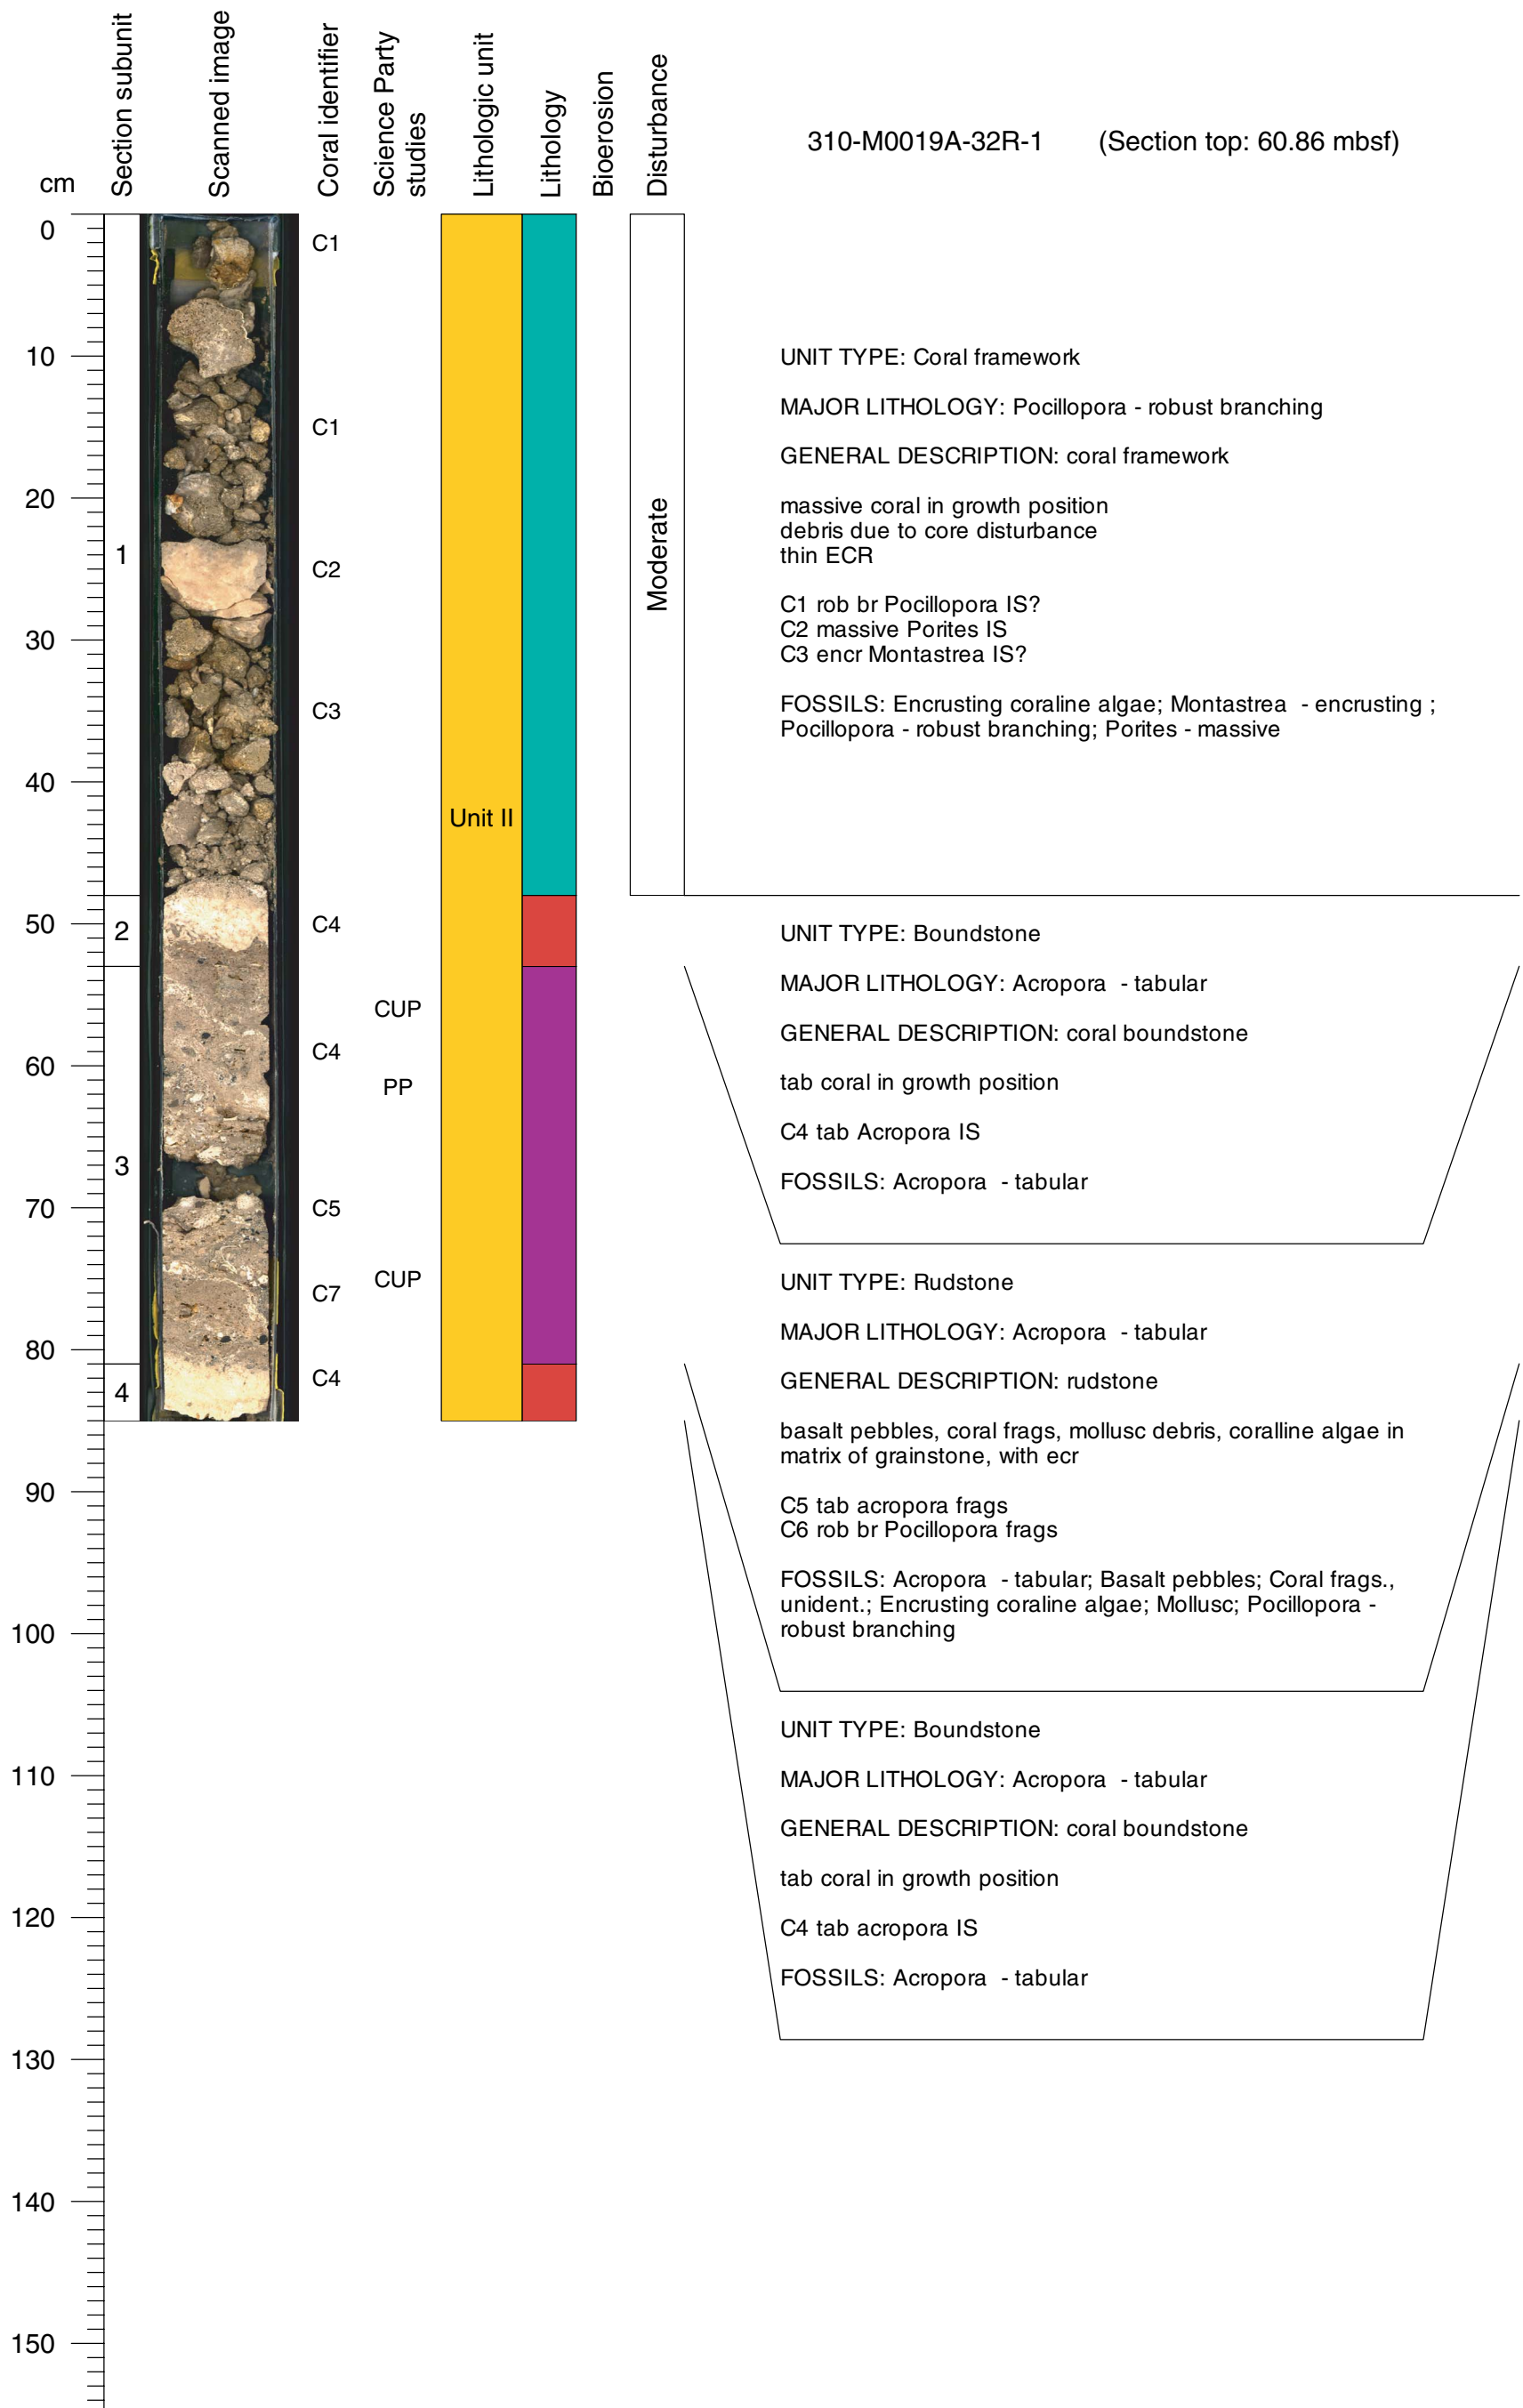 310-M0019A-32R-1 (Section top: 60.86 mbsf)
cm
Section subunit
Scanned image
Coral identifier
Science Party
studies
Lithologic unit
Lithology
Bioerosion
Disturbance
0
10
20
30
40
50
60
70
80
90
100
110
120
130
140
150
1
2
3
4
C1
C1
C2
C3
C4
C4
C5
C7
C4
CUP
PP
CUP
Unit II
Moderate
UNIT TYPE: Coral framework
MAJOR LITHOLOGY: Pocillopora - robust branching
GENERAL DESCRIPTION: coral framework
massive coral in growth position
debris due to core disturbance
thin ECR
C1 rob br Pocillopora IS?
C2 massive Porites IS
C3 encr Montastrea IS?
FOSSILS: Encrusting coraline algae; Montastrea - encrusting ;
Pocillopora - robust branching; Porites - massive
UNIT TYPE: Boundstone
MAJOR LITHOLOGY: Acropora - tabular
GENERAL DESCRIPTION: coral boundstone
tab coral in growth position
C4 tab Acropora IS
FOSSILS: Acropora - tabular
UNIT TYPE: Rudstone
MAJOR LITHOLOGY: Acropora - tabular
GENERAL DESCRIPTION: rudstone
basalt pebbles, coral frags, mollusc debris, coralline algae in
matrix of grainstone, with ecr
C5 tab acropora frags
C6 rob br Pocillopora frags
FOSSILS: Acropora - tabular; Basalt pebbles; Coral frags.,
unident.; Encrusting coraline algae; Mollusc; Pocillopora -
robust branching
UNIT TYPE: Boundstone
MAJOR LITHOLOGY: Acropora - tabular
GENERAL DESCRIPTION: coral boundstone
tab coral in growth position
C4 tab acropora IS
FOSSILS: Acropora - tabular